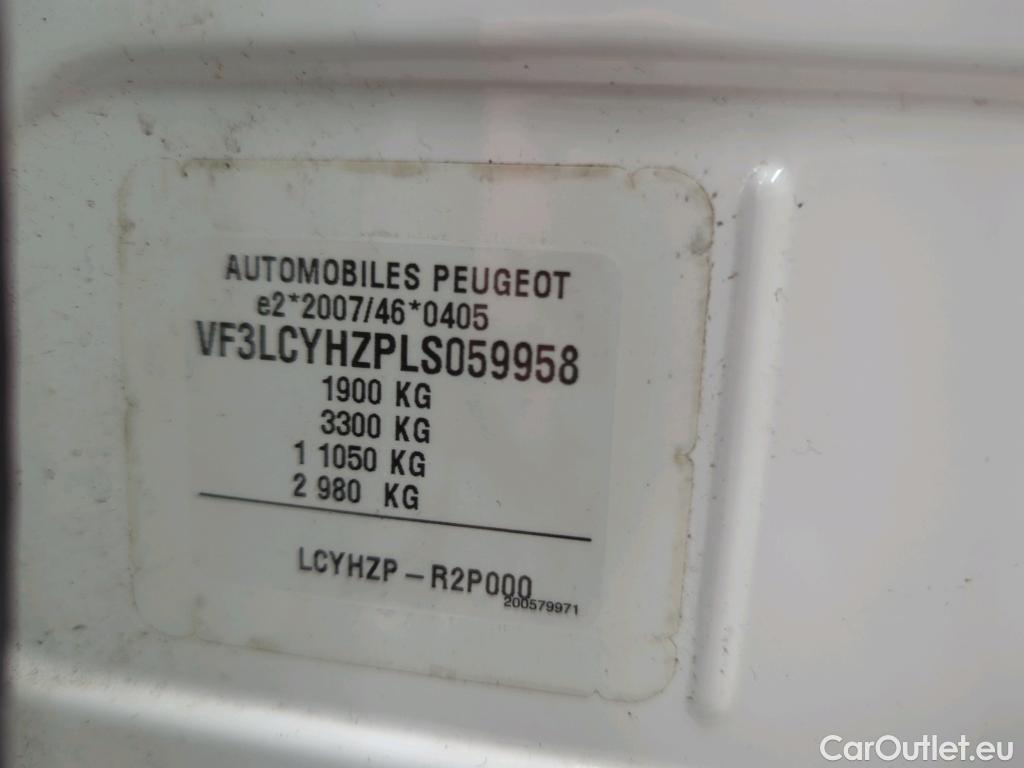 AUTOMOBILES PEUGEOT
e2*2007/46*0405
VF3LCYHZPLS059958
1900 KG
3300 KG
1 1050 KG
2 980 KG
LCYHZP - R2P000
200579971
CarOutlet.eu